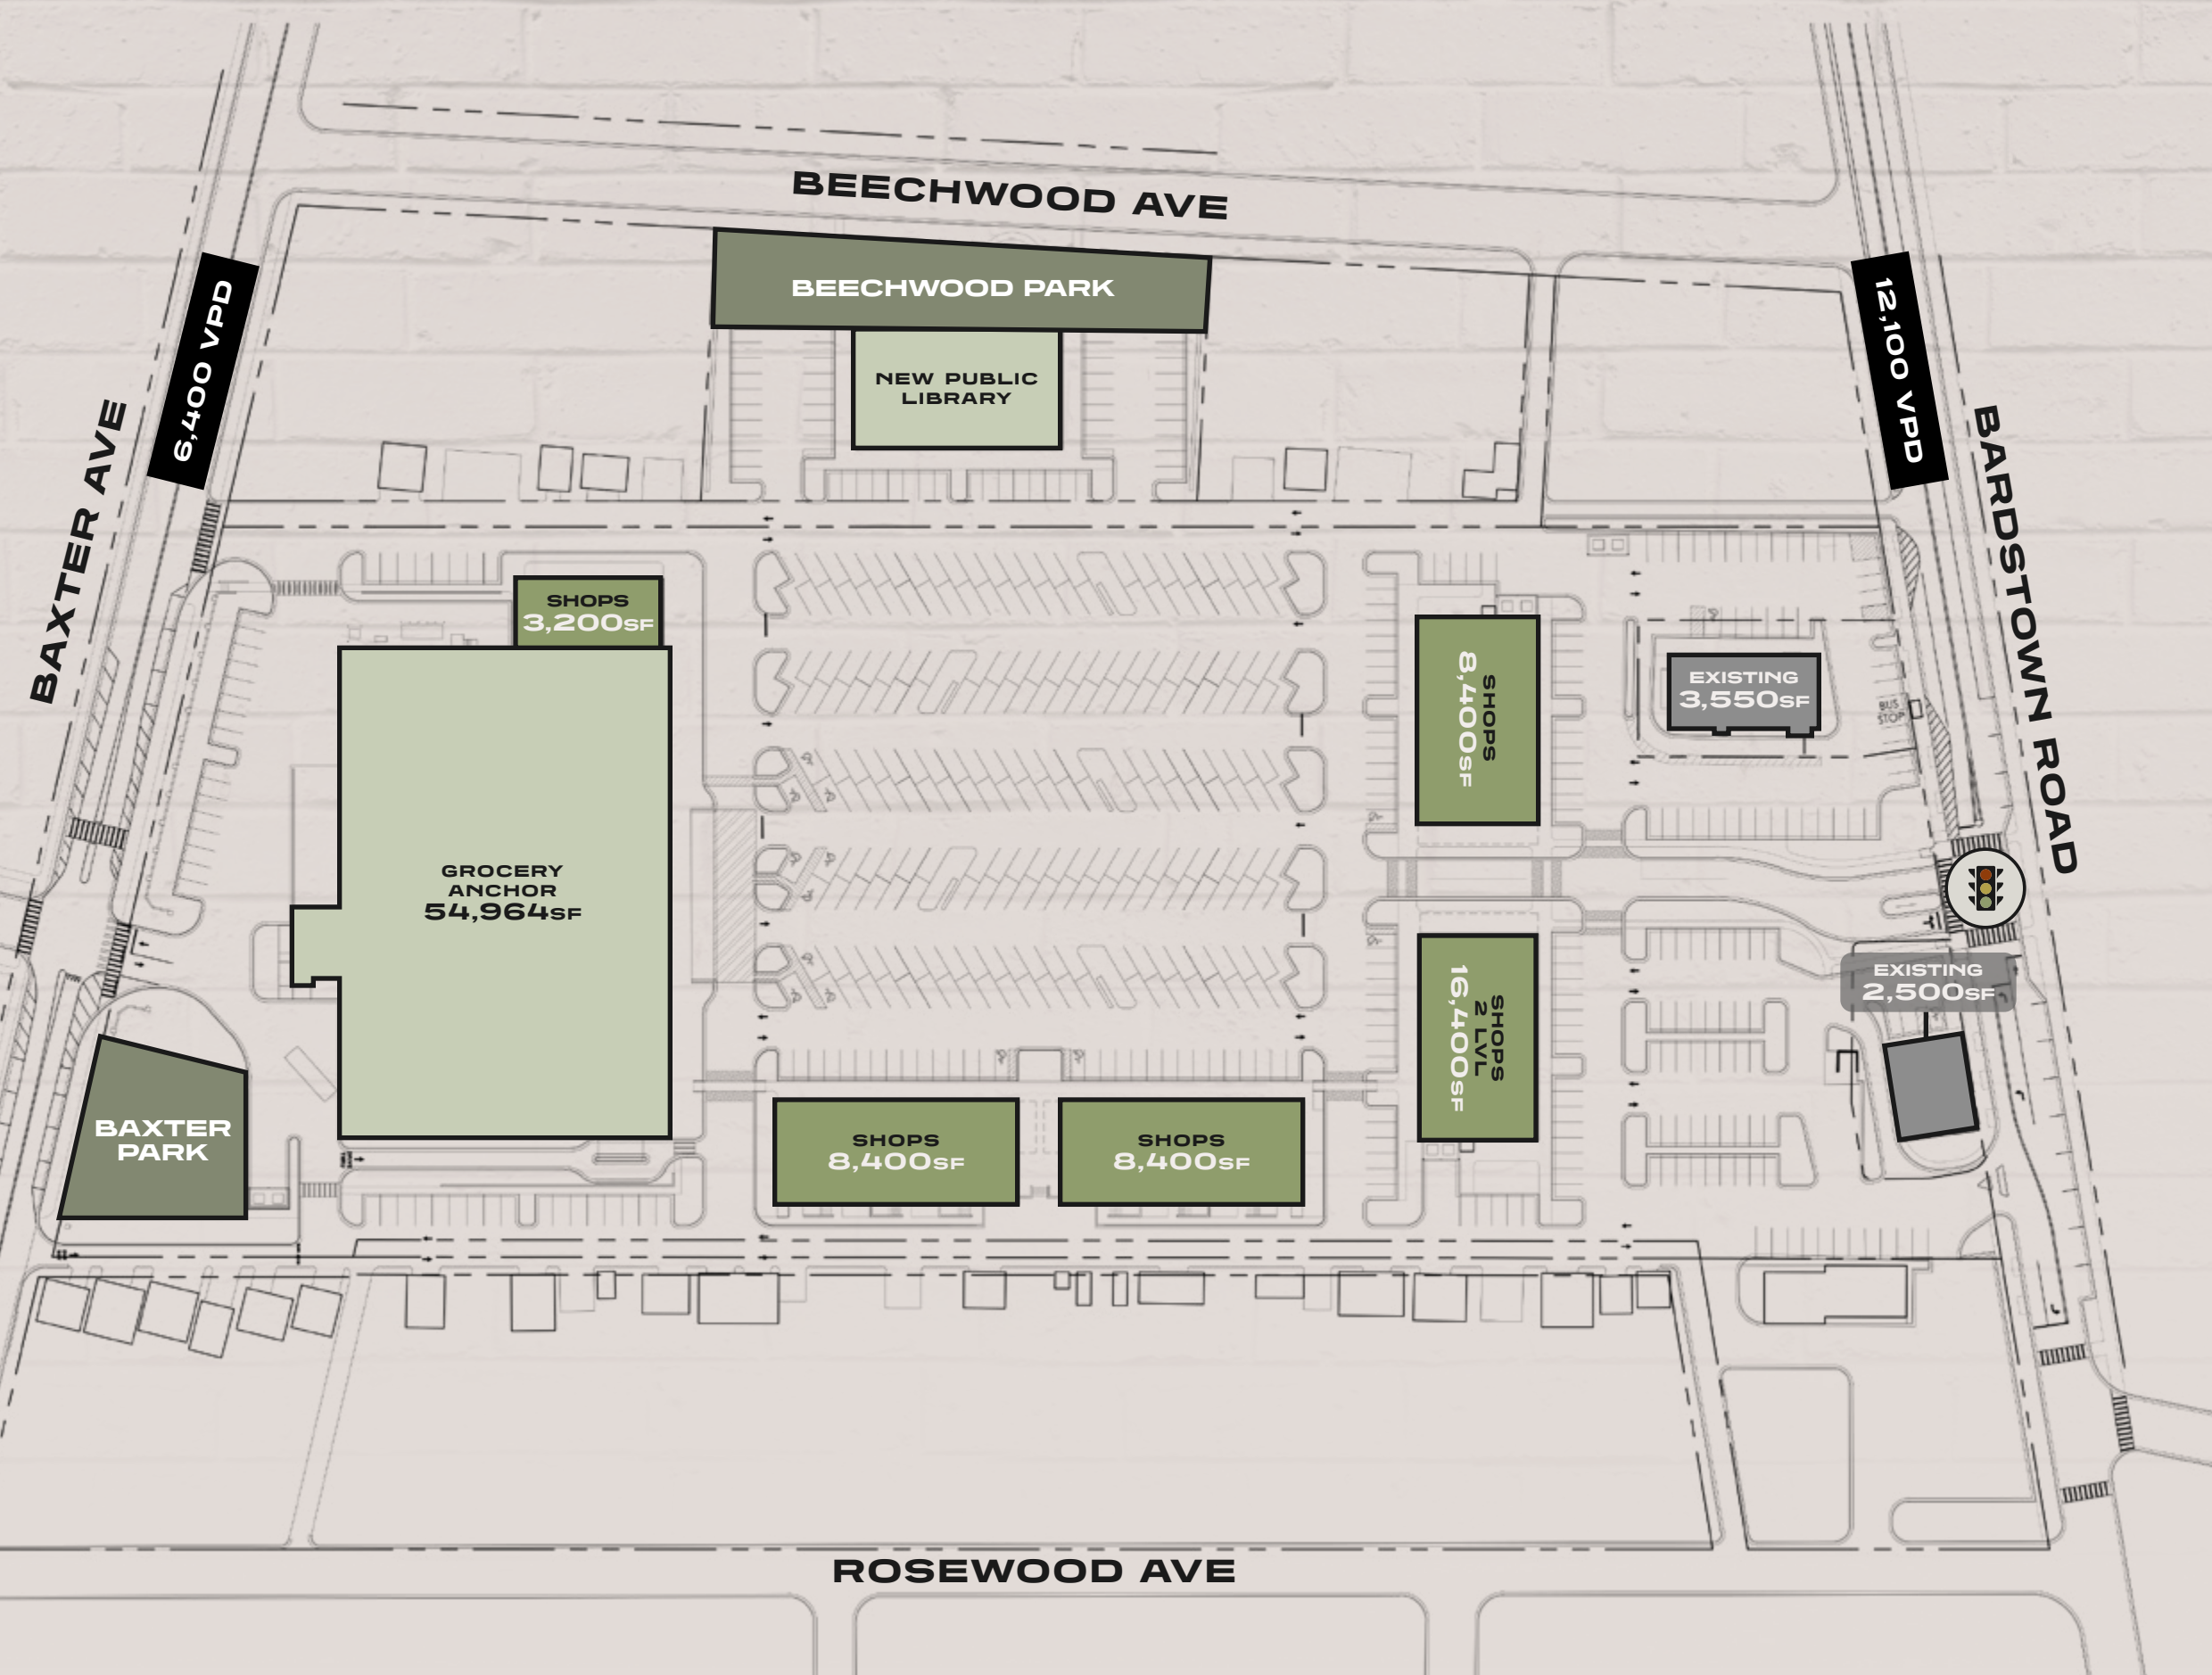 BEECHWOOD AVE
BEECHWOOD PARK
6,400 VPD
12,100 VPD
NEW PUBLIC
LIBRARY
BAXTER AVE
BARDSTOWN ROAD
SHOPS
3,200SF
SHOPS
8,400SF
EXISTING
3,550SF
BUS
STOP
GROCERY
ANCHOR
54,964SF
SHOPS
2 LVL
16,400SF
EXISTING
2,500SF
BAXTER
PARK
SHOPS
8,400SF
SHOPS
8,400SF
ROSEWOOD AVE